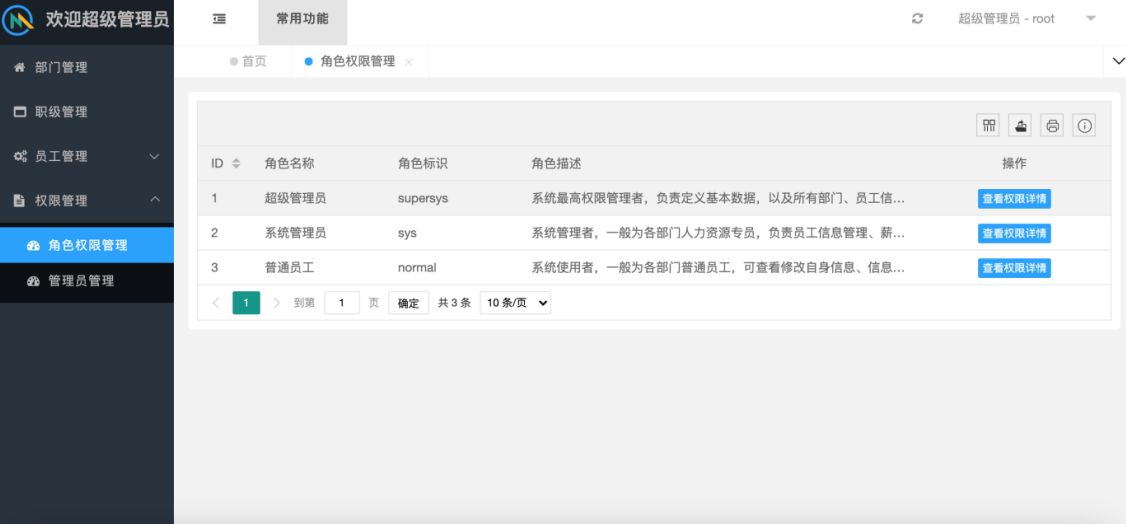 欢迎超级管理员
常用功能
超级管理员 - root
首页
角色权限管理
部门管理
职级管理
员工管理
权限管理
角色权限管理
管理员管理
ID 角色名称 角色标识 角色描述 操作
1 超级管理员 supersys 系统最高权限管理者，负责定义基本数据，以及所有部门、员工信... 查看权限详情
2 系统管理员 sys 系统管理者，一般为各部门人力资源专员，负责员工信息管理、薪... 查看权限详情
3 普通员工 normal 系统使用者，一般为各部门普通员工，可查看修改自身信息、信息... 查看权限详情
1 到第 1 页 确定 共 3 条 10 条/页